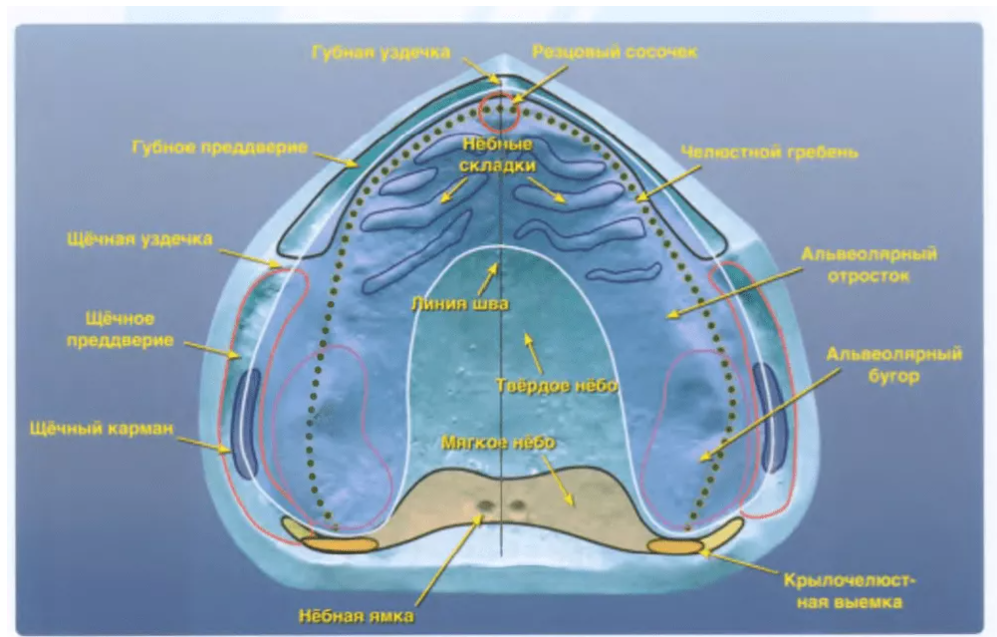 Губная уздечка
Резцовый сосочек
Губное преддверие
Нёбные
складки
Челюстной гребень
Щёчная уздечка
Альвеолярный
отросток
Линия шва
Щёчное
преддверие
Альвеолярный
бугор
Твёрдое нёбо
Щёчный карман
Мягкое нёбо
Крылочелюст-
ная выемка
Нёбная ямка